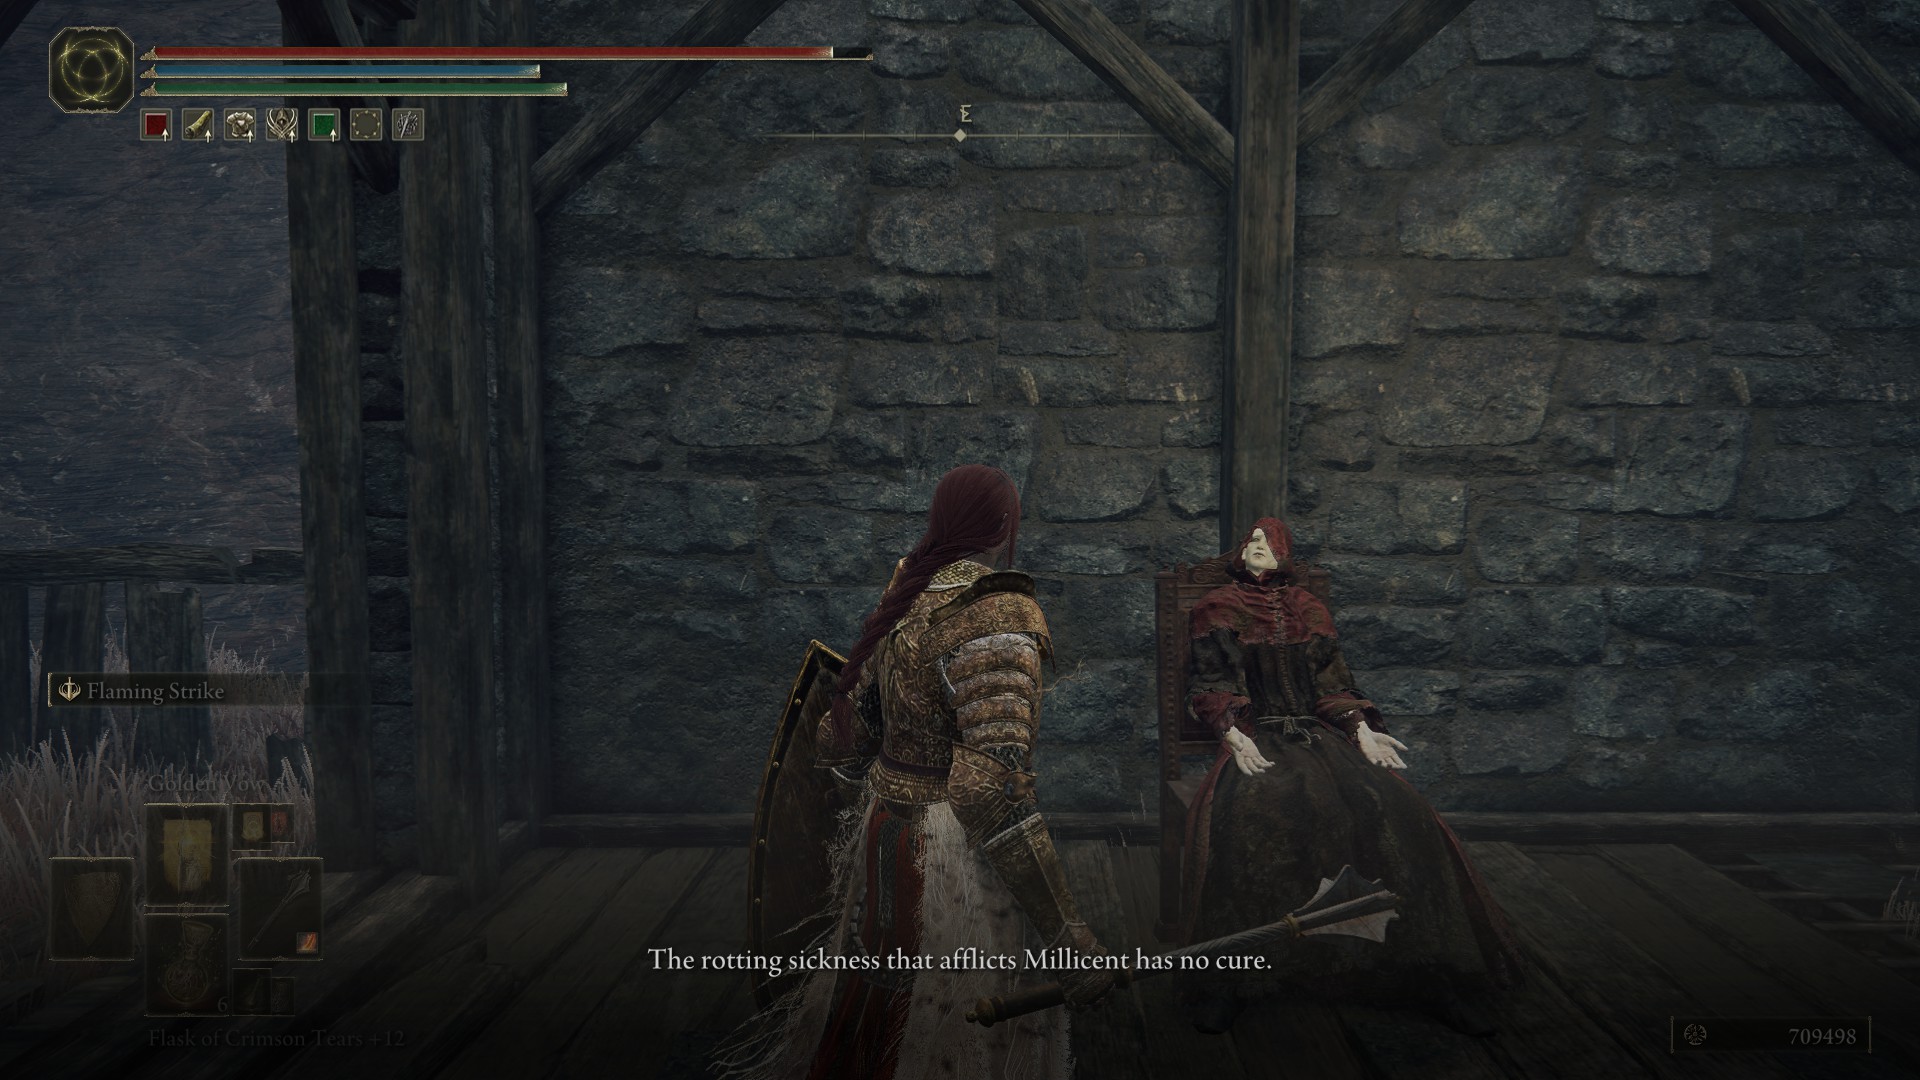 E
Flaming Strike
Golden Vow
6
The rotting sickness that afflicts Millicent has no cure.
Flask of Crimson Tears +12
709498